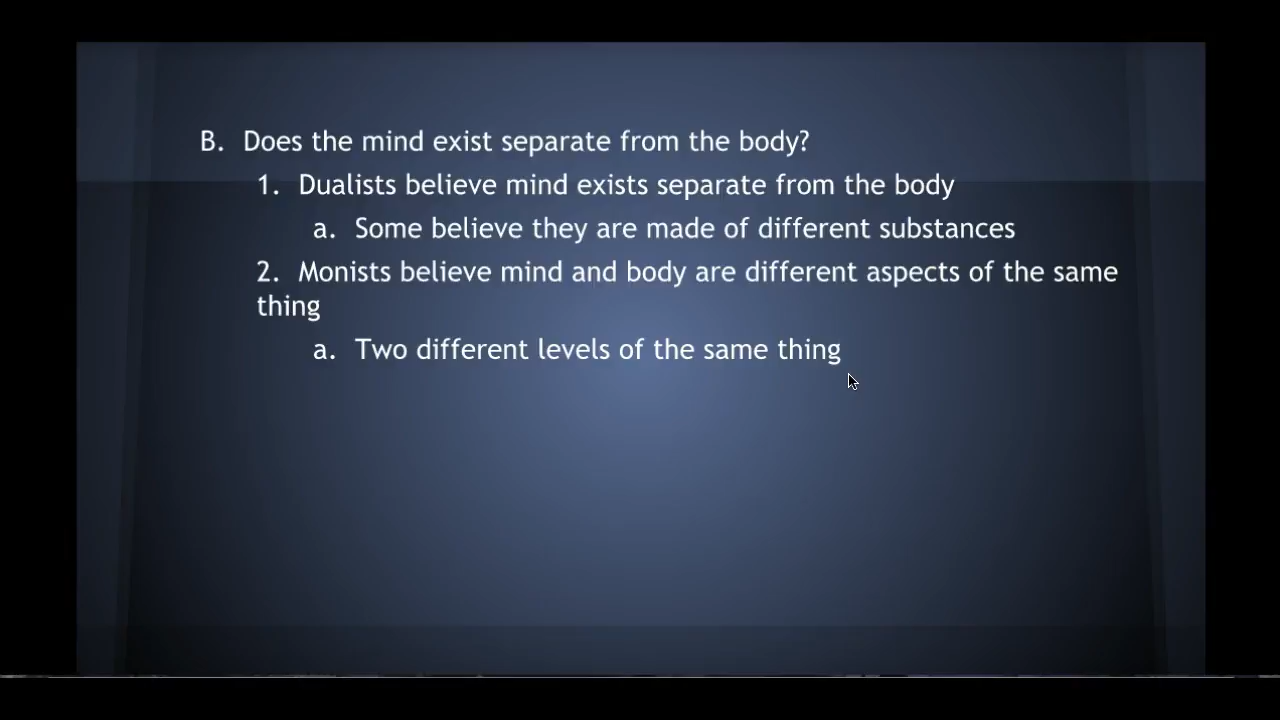 B. Does the mind exist separate from the body?
1. Dualists believe mind exists separate from the body
a. Some believe they are made of different substances
2. Monists believe mind and body are different aspects of the same
thing
a. Two different levels of the same thing